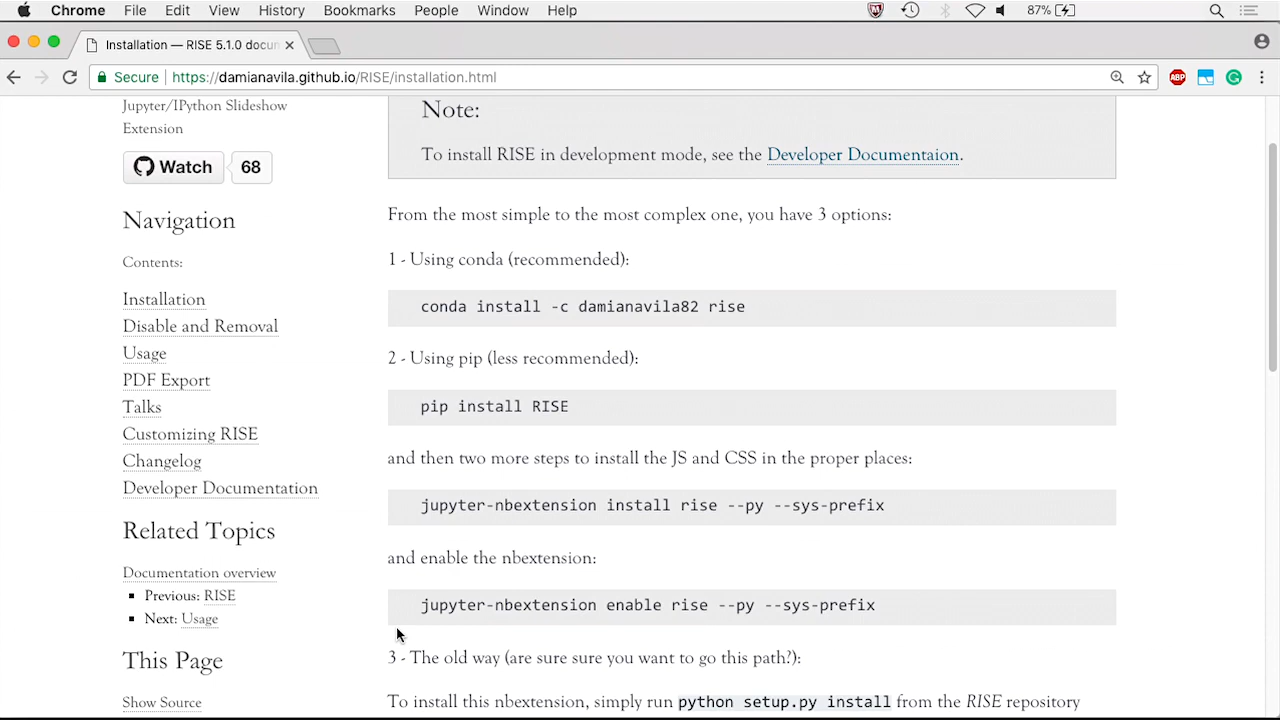 Chrome File Edit View History Bookmarks People Window Help 87%
Installation — RISE 5.1.0 docun
Secure https://damianavila.github.io/RISE/installation.html ABP
Jupyter/IPython Slideshow
Extension
Watch 68
Navigation
Contents:
Installation
Disable and Removal
Usage
PDF Export
Talks
Customizing RISE
Changelog
Developer Documentation
Related Topics
Documentation overview
Previous: RISE
Next: Usage
This Page
Show Source
Note:
To install RISE in development mode, see the Developer Documentaion.
From the most simple to the most complex one, you have 3 options:
1 - Using conda (recommended):
conda install -c damianavila82 rise
2 - Using pip (less recommended):
pip install RISE
and then two more steps to install the JS and CSS in the proper places:
jupyter-nbextension install rise --py --sys-prefix
and enable the nbextension:
jupyter-nbextension enable rise --py --sys-prefix
3 - The old way (are sure sure you want to go this path?):
To install this nbextension, simply run python setup.py install from the RISE repository